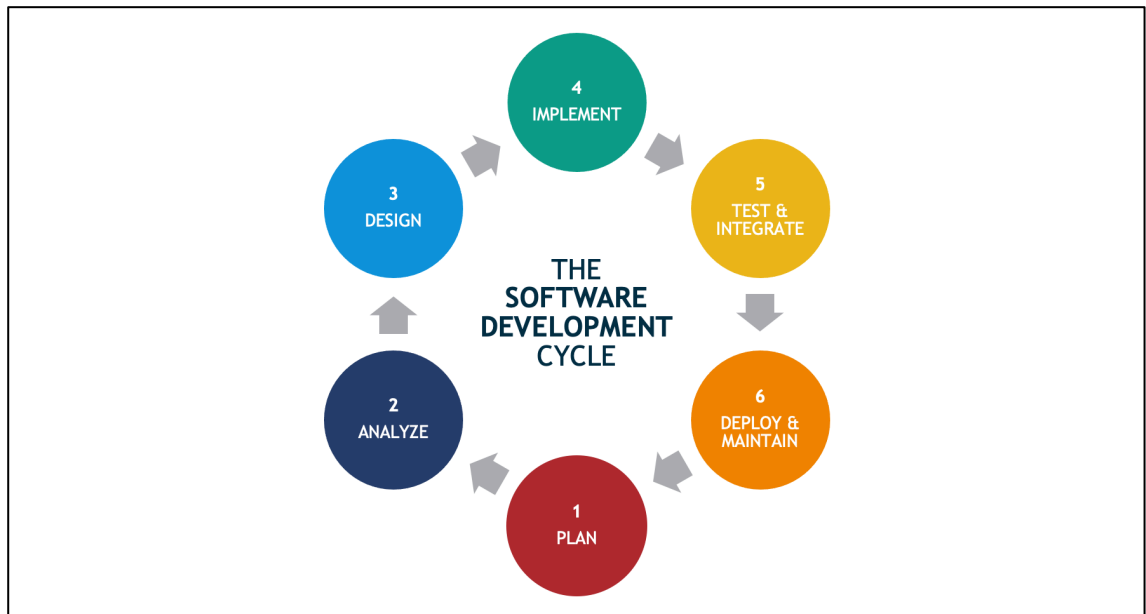 4
IMPLEMENT
3
DESIGN
5
TEST &
INTEGRATE
THE
SOFTWARE
DEVELOPMENT
CYCLE
2
ANALYZE
6
DEPLOY &
MAINTAIN
1
PLAN